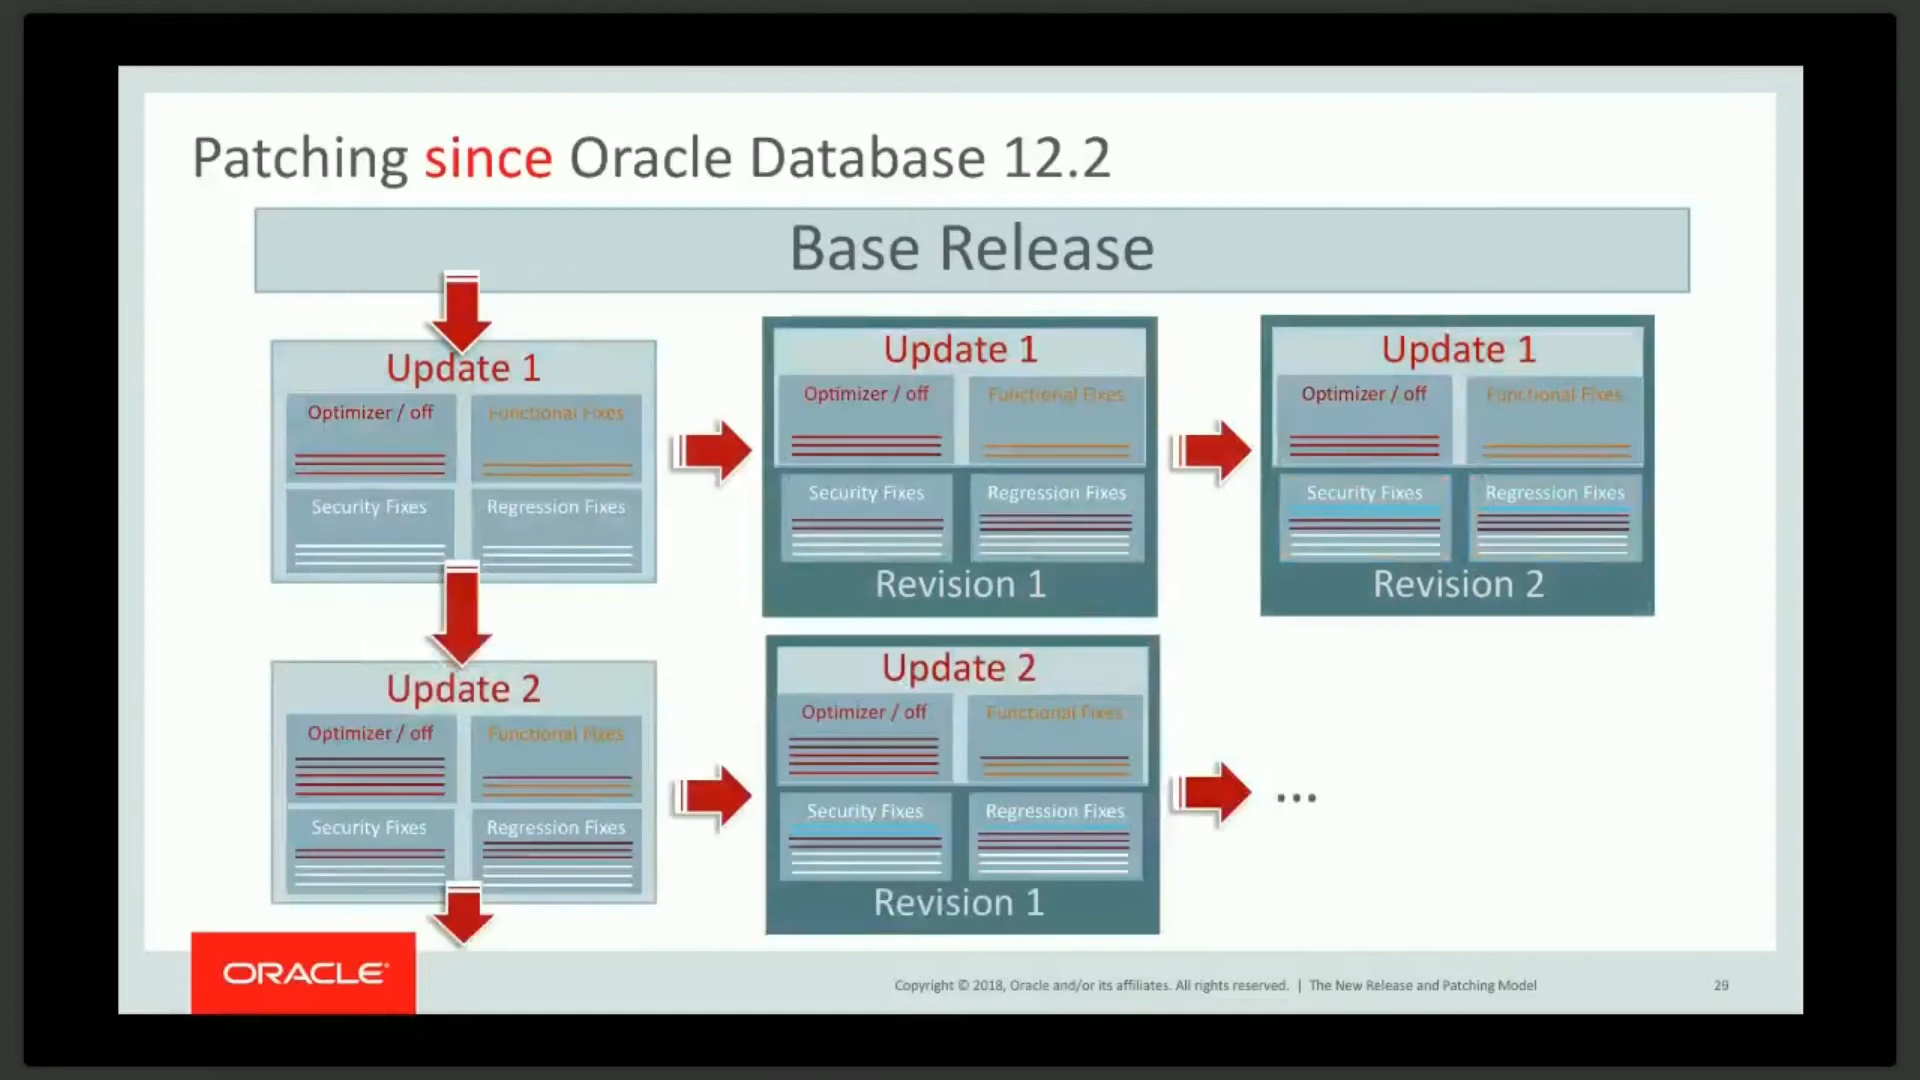 Patching since Oracle Database 12.2
Base Release
Update 1
Optimizer / off
Functional Fixes
Security Fixes
Regression Fixes
Update 1
Optimizer / off
Functional Fixes
Security Fixes
Regression Fixes
Revision 1
Update 1
Optimizer / off
Functional Fixes
Security Fixes
Regression Fixes
Revision 2
Update 2
Optimizer / off
Functional Fixes
Security Fixes
Regression Fixes
Update 2
Optimizer / off
Functional Fixes
Security Fixes
Regression Fixes
Revision 1
...
ORACLE®
Copyright © 2018, Oracle and/or its affiliates. All rights reserved. | The New Release and Patching Model
29